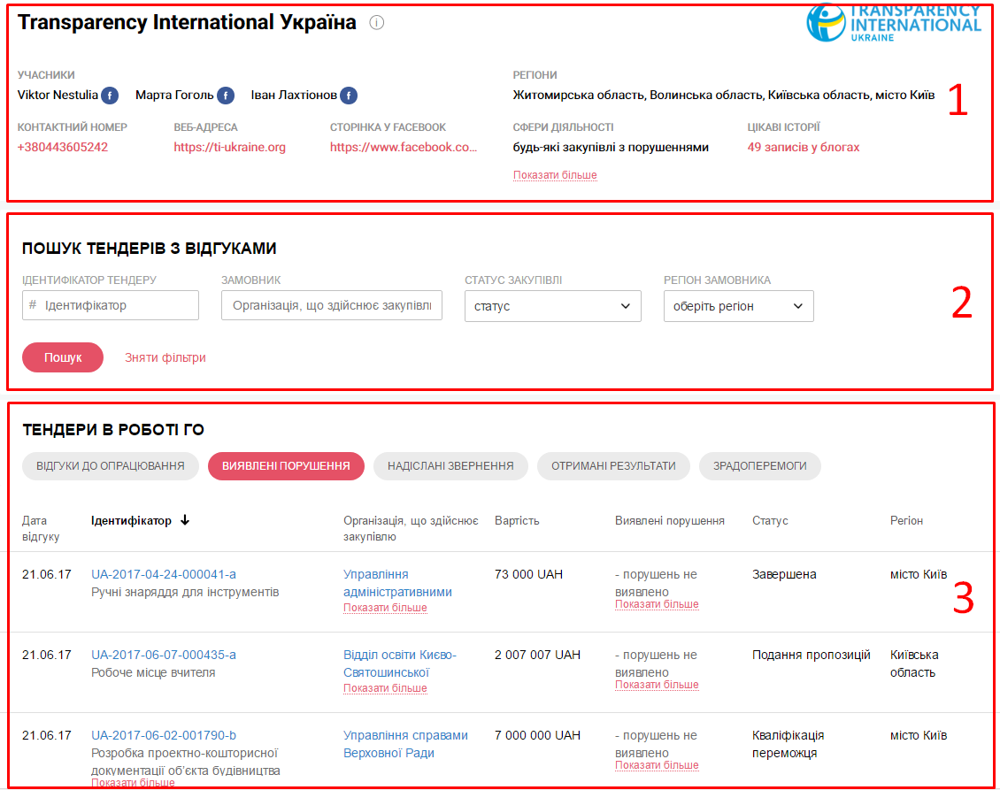 Transparency International Україна
TRANSPARENCY
INTERNATIONAL
UKRAINE
УЧАСНИКИ
Viktor Nestulia Марта Гоголь Іван Лахтіонов
РЕГІОНИ
Житомирська область, Волинська область, Київська область, місто Київ
1
КОНТАКТНИЙ НОМЕР ВЕБ-АДРЕСА СТОРІНКА У FACEBOOK СФЕРИ ДІЯЛЬНОСТІ ЦІКАВІ ІСТОРІЇ
+380443605242 https://ti-ukraine.org https://www.facebook.co... будь-які закупівлі з порушеннями 49 записів у блогах
Показати більше
ПОШУК ТЕНДЕРІВ З ВІДГУКАМИ
ІДЕНТИФІКАТОР ТЕНДЕРУ ЗАМОВНИК СТАТУС ЗАКУПІВЛІ РЕГІОН ЗАМОВНИКА
# Ідентифікатор Організація, що здійснює закупівлю статус оберіть регіон
2
Пошук Зняти фільтри
ТЕНДЕРИ В РОБОТІ ГО
ВІДГУКИ ДО ОПРАЦЮВАННЯ ВИЯВЛЕНІ ПОРУШЕННЯ НАДІСЛАНІ ЗВЕРНЕННЯ ОТРИМАНІ РЕЗУЛЬТАТИ ЗРАДОПЕРЕМОГИ
Дата Ідентифікатор Організація, що здійснює Вартість Виявлені порушення Статус Регіон
відгуку закупівлю
21.06.17 UA-2017-04-24-000041-a Управління 73 000 UAH - порушень не Завершена місто Київ
Ручні знаряддя для інструментів адміністративними виявлено
Показати більше Показати більше
3
21.06.17 UA-2017-06-07-000435-a Відділ освіти Києво- 2 007 007 UAH - порушень не Подання пропозицій Київська
Робоче місце вчителя Святошинської виявлено область
Показати більше Показати більше
21.06.17 UA-2017-06-02-001790-b Управління справами 7 000 000 UAH - порушень не Кваліфікація місто Київ
Розробка проектно-кошторисної Верховної Ради виявлено переможця
документації об'єкта будівництва Показати більше
Показати більше